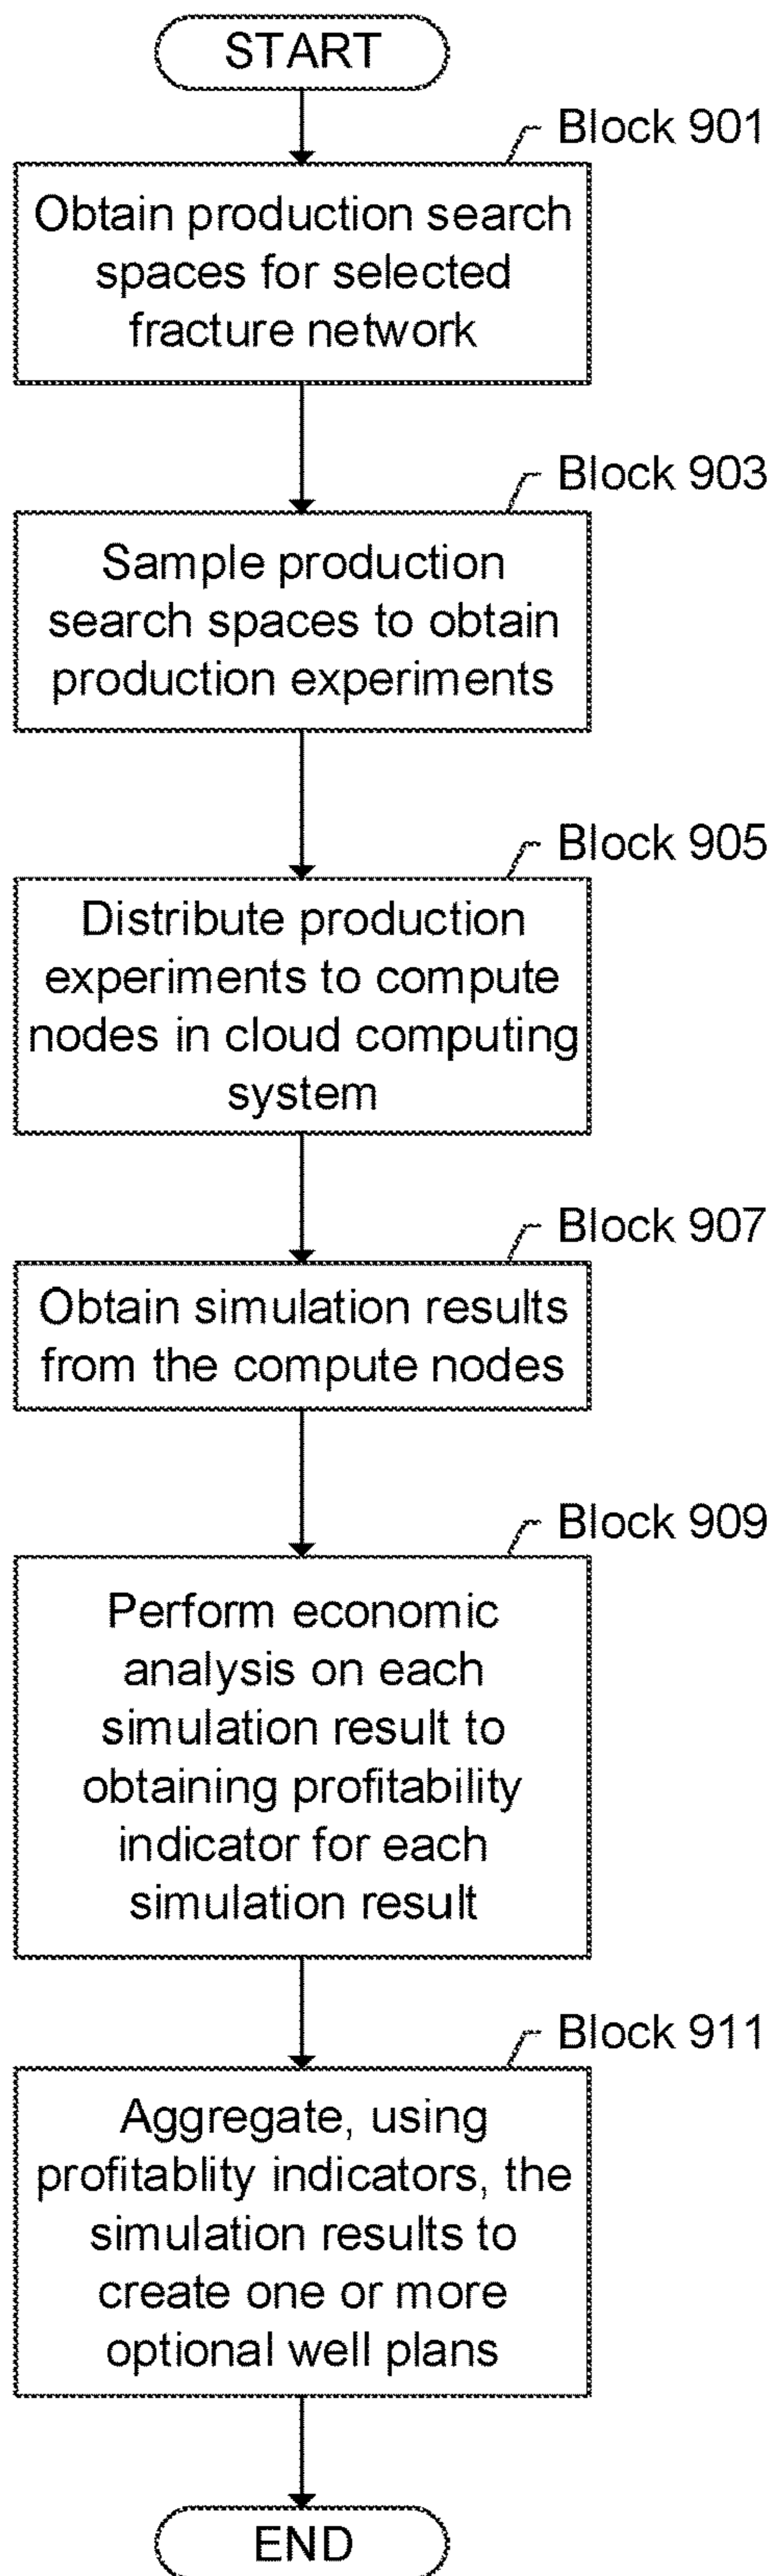 START
Block 901
Obtain production search
spaces for selected
fracture network
Block 903
Sample production
search spaces to obtain
production experiments
Block 905
Distribute production
experiments to compute
nodes in cloud computing
system
Block 907
Obtain simulation results
from the compute nodes
Block 909
Perform economic
analysis on each
simulation result to
obtaining profitability
indicator for each
simulation result
Block 911
Aggregate, using
profitablity indicators, the
simulation results to
create one or more
optional well plans
END